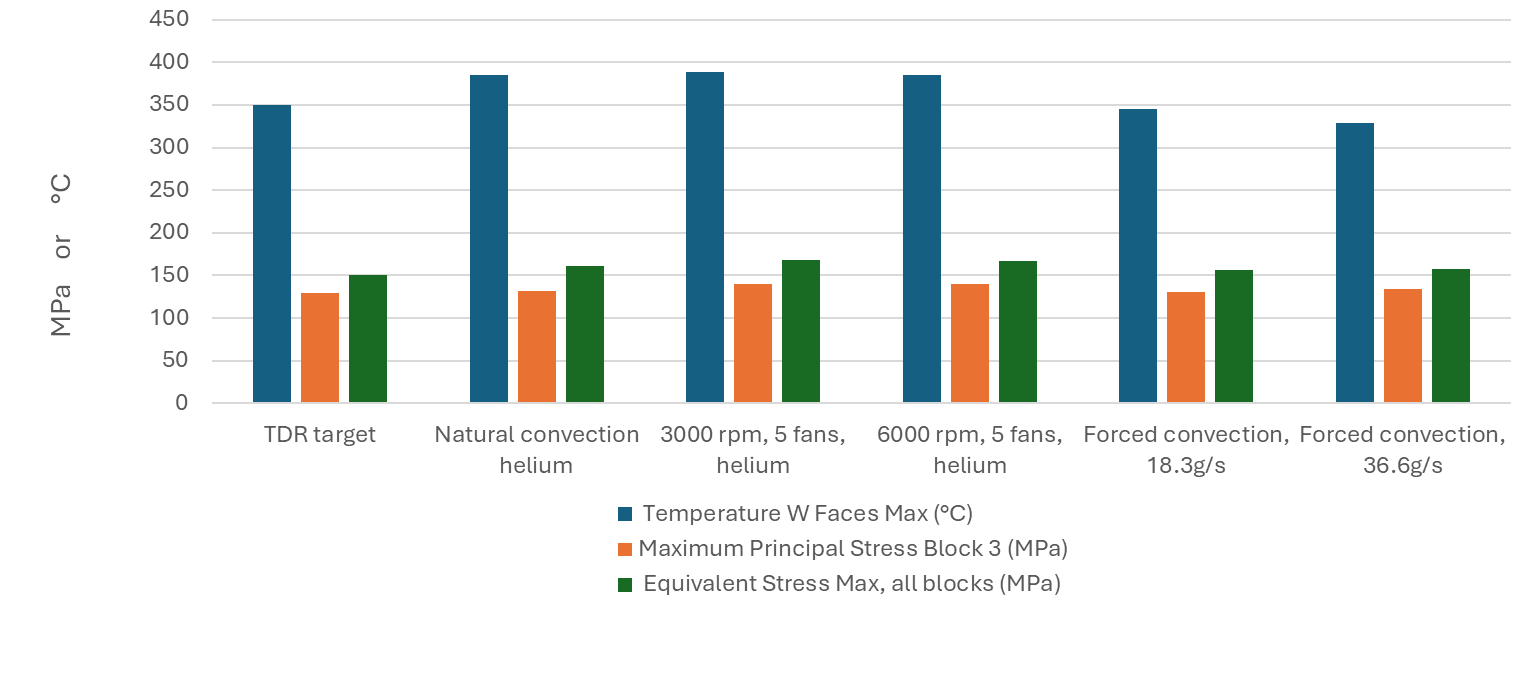 450
400
350
300
250
200
150
100
50
0
MPa or °C
TDR target
Natural convection
helium
3000 rpm, 5 fans,
helium
6000 rpm, 5 fans,
helium
Forced convection,
18.3g/s
Forced convection,
36.6g/s
Temperature W Faces Max (°C)
Maximum Principal Stress Block 3 (MPa)
Equivalent Stress Max, all blocks (MPa)